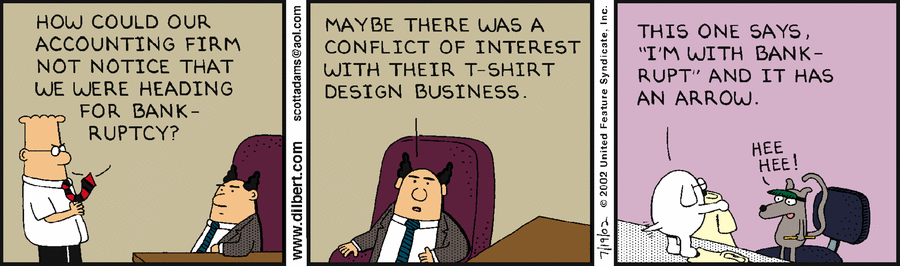 HOW COULD OUR
ACCOUNTING FIRM
NOT NOTICE THAT
WE WERE HEADING
FOR BANK-
RUPTCY?
www.dilbert.com
scottadams@aol.com
MAYBE THERE WAS A
CONFLICT OF INTEREST
WITH THEIR T-SHIRT
DESIGN BUSINESS.
7/19/02 © 2002 United Feature Syndicate, Inc.
THIS ONE SAYS,
"I'M WITH BANK-
RUPT" AND IT HAS
AN ARROW.
HEE
HEE!